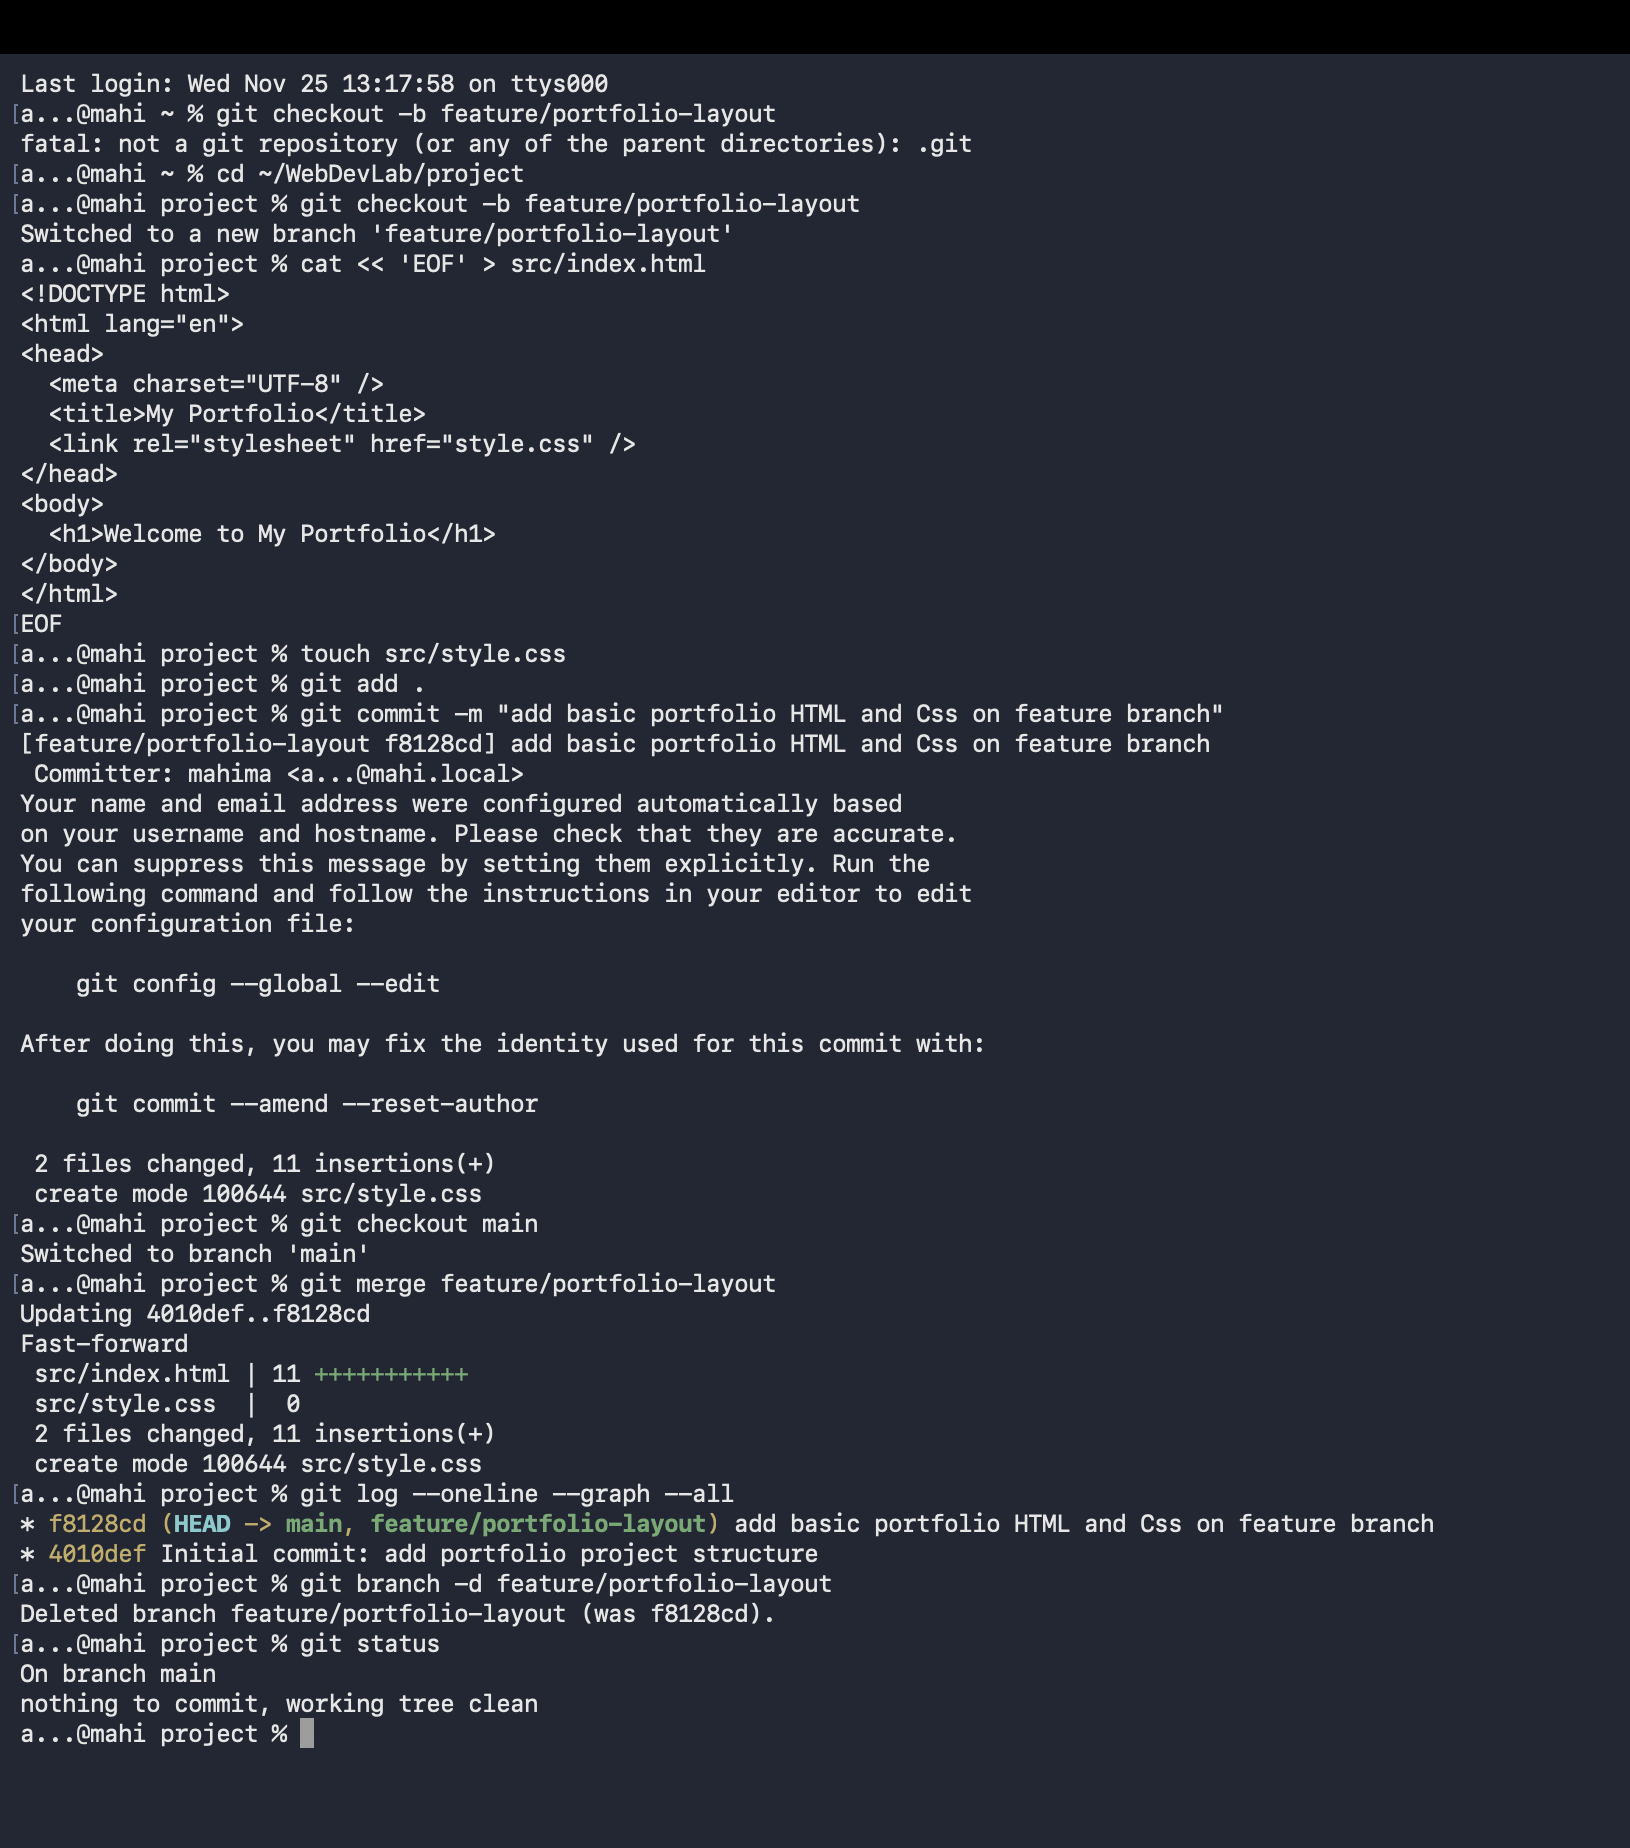 Last login: Wed Nov 25 13:17:58 on ttys000
[a...@mahi ~ % git checkout -b feature/portfolio-layout
fatal: not a git repository (or any of the parent directories): .git
[a...@mahi ~ % cd ~/WebDevLab/project
[a...@mahi project % git checkout -b feature/portfolio-layout
Switched to a new branch 'feature/portfolio-layout'
a...@mahi project % cat << 'EOF' > src/index.html
<!DOCTYPE html>
<html lang="en">
<head>
  <meta charset="UTF-8" />
  <title>My Portfolio</title>
  <link rel="stylesheet" href="style.css" />
</head>
<body>
  <h1>Welcome to My Portfolio</h1>
</body>
</html>
[EOF
[a...@mahi project % touch src/style.css
[a...@mahi project % git add .
[a...@mahi project % git commit -m "add basic portfolio HTML and Css on feature branch"
[feature/portfolio-layout f8128cd] add basic portfolio HTML and Css on feature branch
 Committer: mahima <a...@mahi.local>
Your name and email address were configured automatically based
on your username and hostname. Please check that they are accurate.
You can suppress this message by setting them explicitly. Run the
following command and follow the instructions in your editor to edit
your configuration file:

    git config --global --edit

After doing this, you may fix the identity used for this commit with:

    git commit --amend --reset-author

 2 files changed, 11 insertions(+)
 create mode 100644 src/style.css
[a...@mahi project % git checkout main
Switched to branch 'main'
[a...@mahi project % git merge feature/portfolio-layout
Updating 4010def..f8128cd
Fast-forward
 src/index.html | 11 +++++++++++
 src/style.css  |  0
 2 files changed, 11 insertions(+)
 create mode 100644 src/style.css
[a...@mahi project % git log --oneline --graph --all
* f8128cd (HEAD -> main, feature/portfolio-layout) add basic portfolio HTML and Css on feature branch
* 4010def Initial commit: add portfolio project structure
[a...@mahi project % git branch -d feature/portfolio-layout
Deleted branch feature/portfolio-layout (was f8128cd).
[a...@mahi project % git status
On branch main
nothing to commit, working tree clean
a...@mahi project %